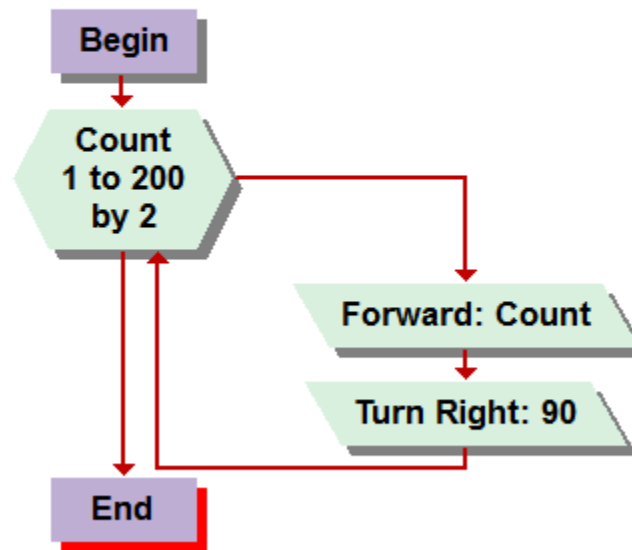 Begin
Count
1 to 200
by 2
Forward: Count
Turn Right: 90
End